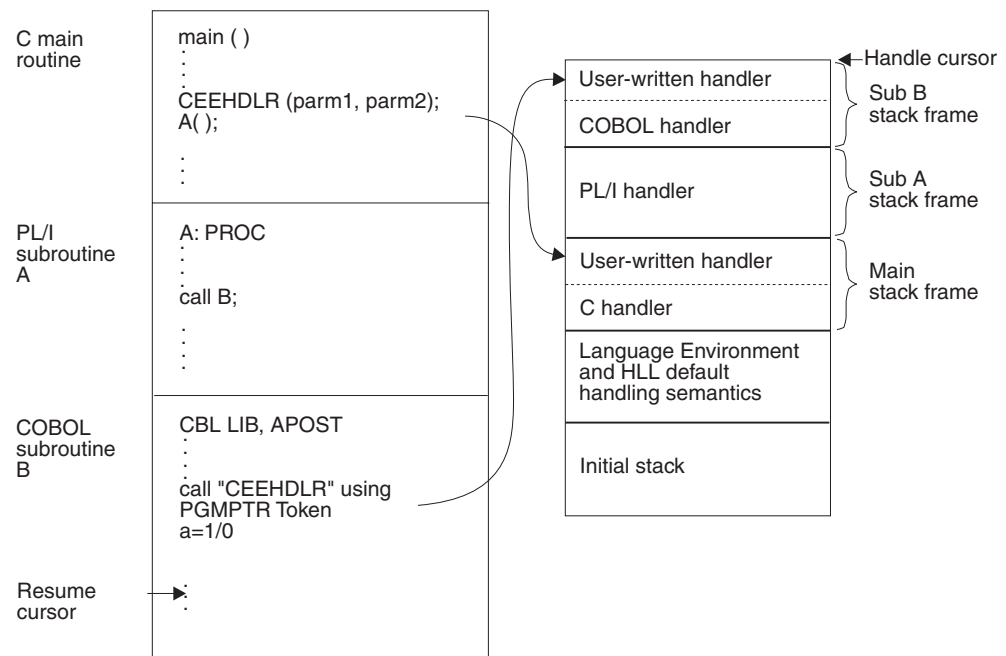 C main
routine
main ( )
.
.
.
.
CEEHDLR (parm1, parm2);
A( );
.
.
.
PL/I
subroutine
A
A: PROC
.
.
.
.
call B;
.
.
.
.
COBOL
subroutine
B
CBL LIB, APOST
.
.
.
.
call "CEEHDLR" using
PGMPTR Token
a=1/0
Resume
cursor
.
.
.
Handle cursor
User-written handler
COBOL handler
Sub B
stack frame
PL/I handler
Sub A
stack frame
User-written handler
C handler
Main
stack frame
Language Environment
and HLL default
handling semantics
Initial stack